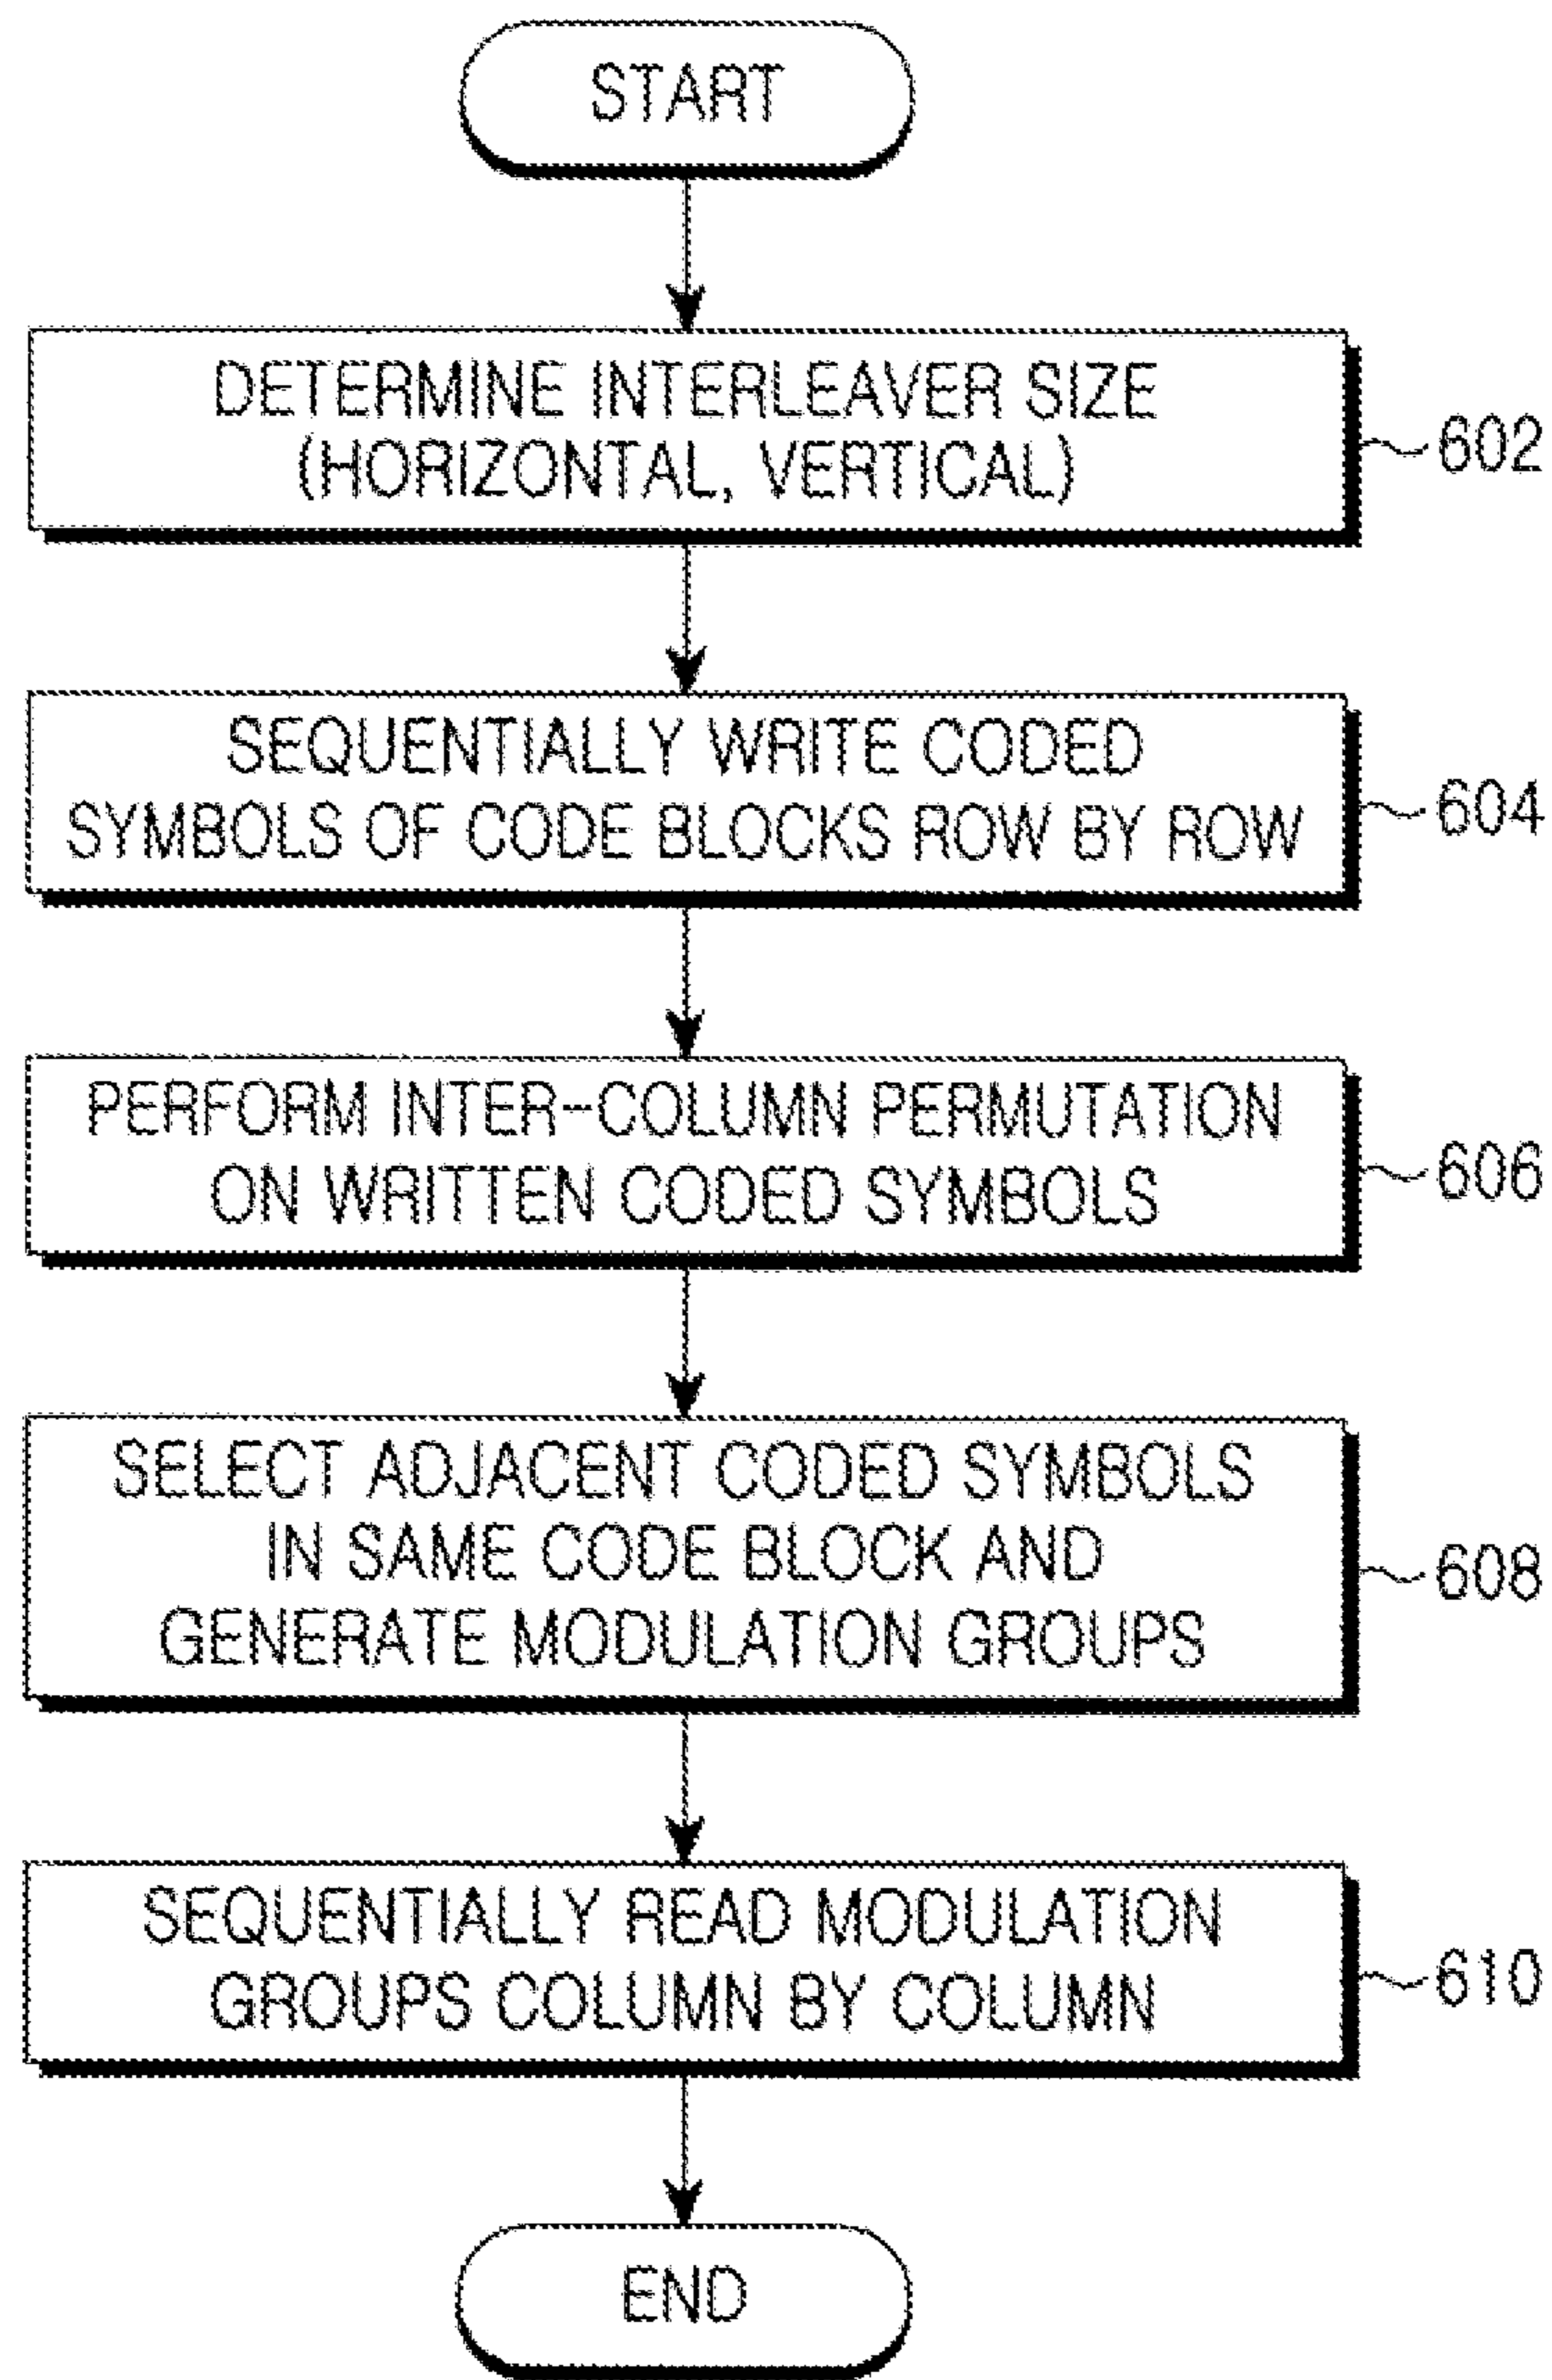 START
DETERMINE INTERLEAVER SIZE
(HORIZONTAL, VERTICAL)
602
SEQUENTIALLY WRITE CODED
SYMBOLS OF CODE BLOCKS ROW BY ROW
604
PERFORM INTER-COLUMN PERMUTATION
ON WRITTEN CODED SYMBOLS
606
SELECT ADJACENT CODED SYMBOLS
IN SAME CODE BLOCK AND
GENERATE MODULATION GROUPS
608
SEQUENTIALLY READ MODULATION
GROUPS COLUMN BY COLUMN
610
END